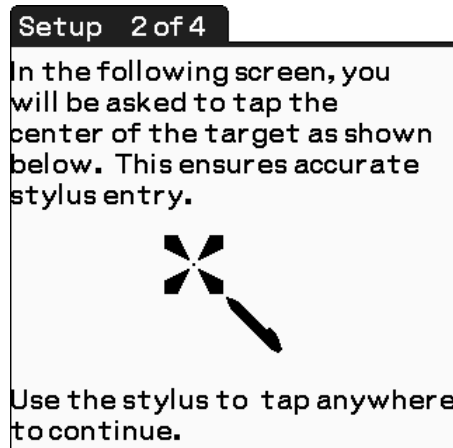 Setup 2 of 4
In the following screen, you
will be asked to tap the
center of the target as shown
below. This ensures accurate
stylus entry.
Use the stylus to tap anywhere
to continue.